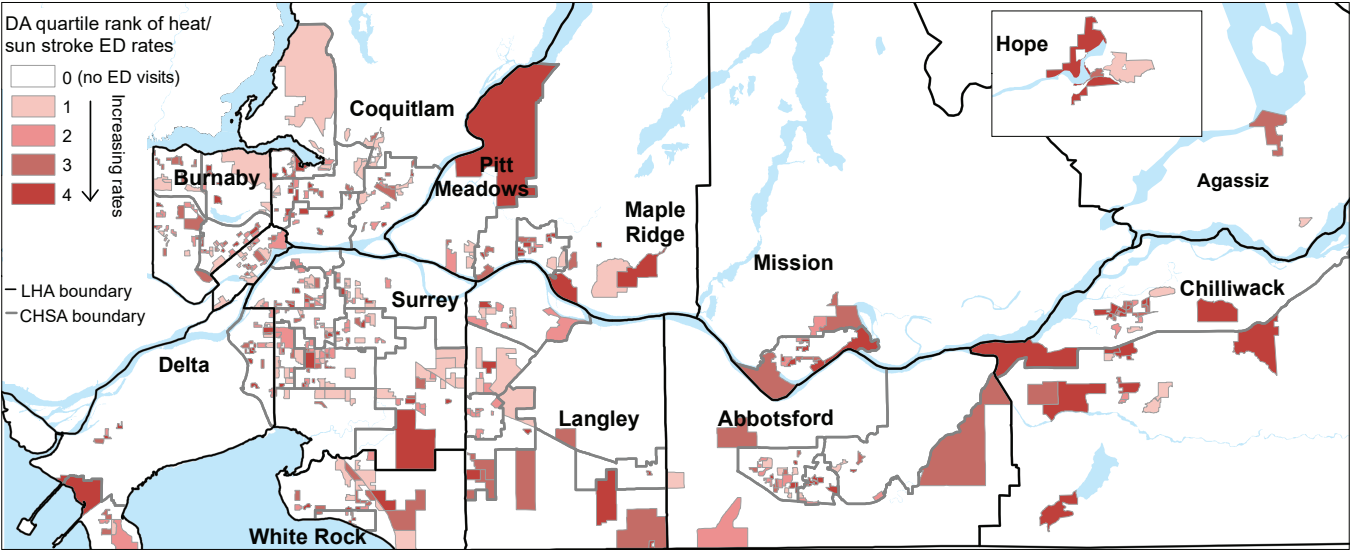 DA quartile rank of heat/
sun stroke ED rates
0 (no ED visits)
1
2
3
4
Increasing rates
LHA boundary
CHSA boundary
Hope
Coquitlam
Burnaby
Pitt
Meadows
Agassiz
Maple
Ridge
Mission
Surrey
Chilliwack
Delta
Langley
Abbotsford
White Rock